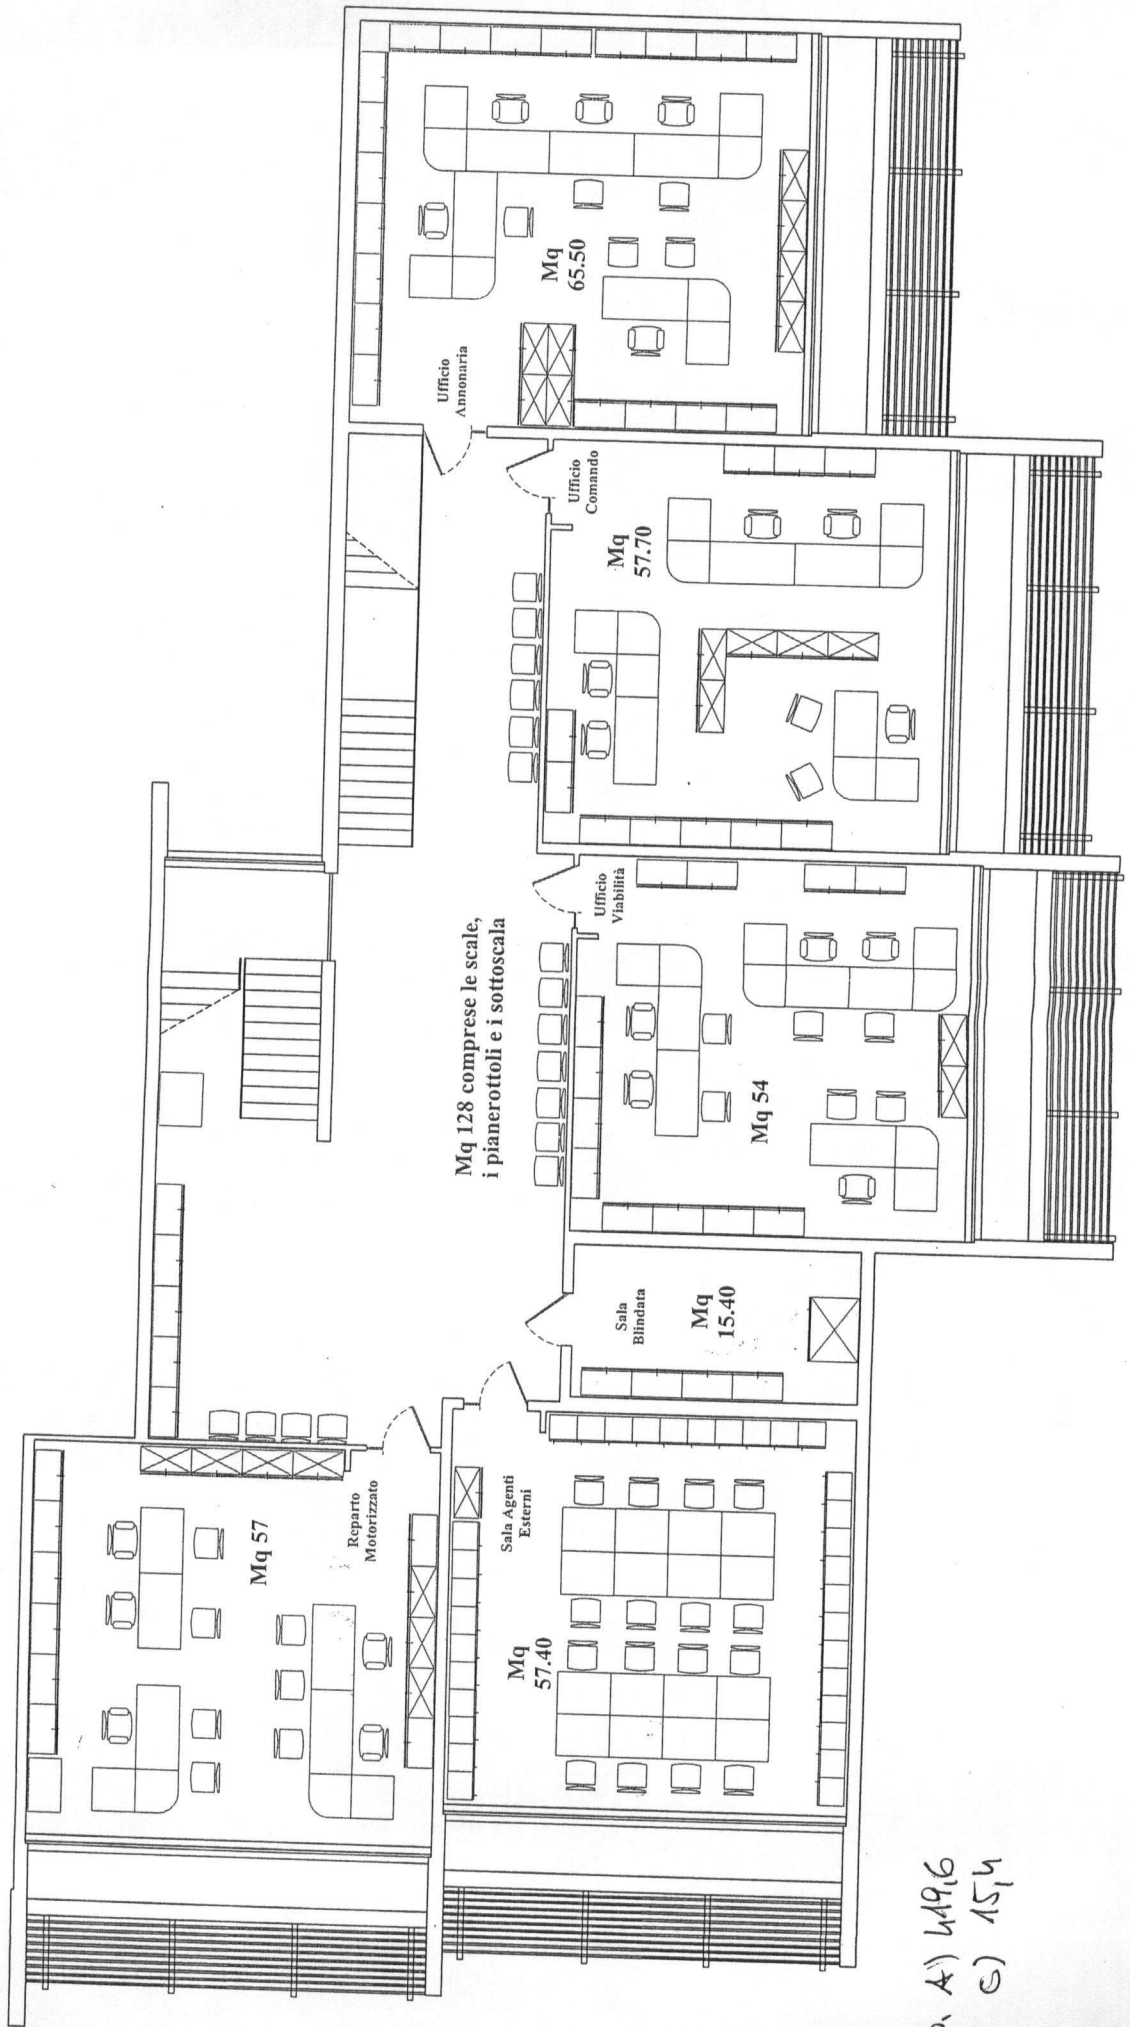 Ufficio
Annonaria
Mq
65.50
Ufficio
Comando
Mq
57.70
Mq 128 comprese le scale,
i pianerottoli e i sottoscala
Ufficio
Viabilità
Mq 54
Sala
Blindata
Mq
15.40
Reparto
Motorizzato
Mq 57
Sala Agenti
Esterni
Mq
57.40
A) 419,6
C) 15,4